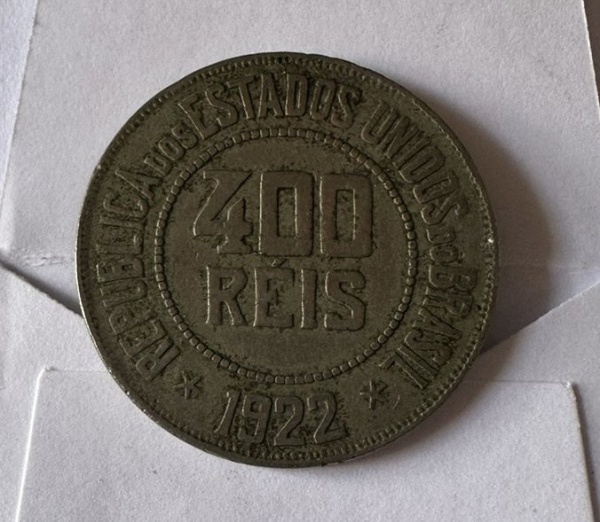 REPUBLICA DOS ESTADOS UNIDOS DO BRASIL
400
RÉIS
* 1922 *